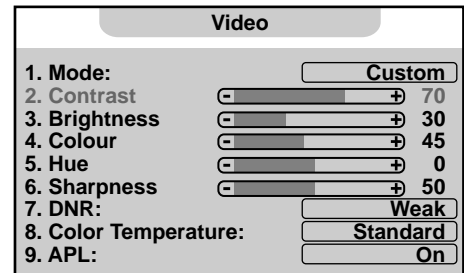 Video
1. Mode: Custom
2. Contrast - + 70
3. Brightness - + 30
4. Colour - + 45
5. Hue - + 0
6. Sharpness - + 50
7. DNR: Weak
8. Color Temperature: Standard
9. APL: On